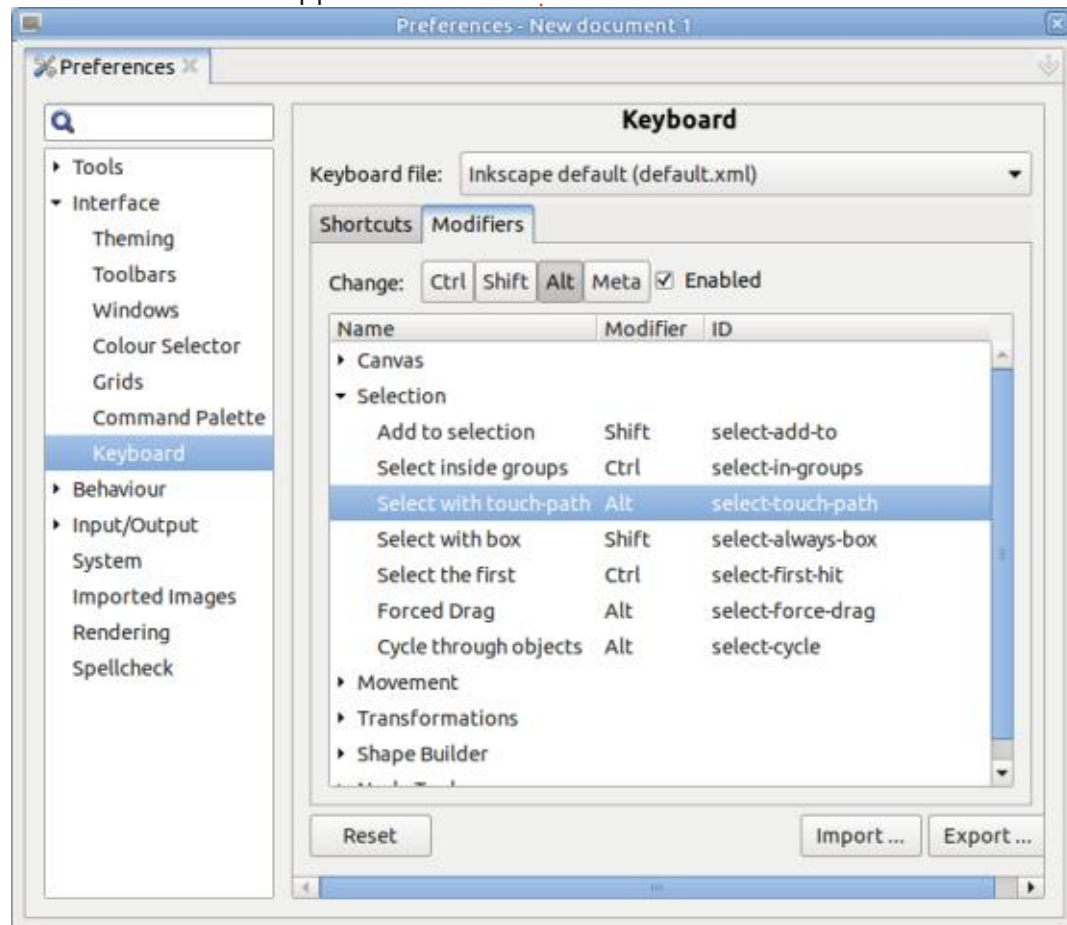 Preferences - New document 1
Preferences
Keyboard
Tools
Interface
Theming
Toolbars
Windows
Colour Selector
Grids
Command Palette
Keyboard
Behaviour
Input/Output
System
Imported Images
Rendering
Spellcheck
Keyboard file: Inkscape default (default.xml)
Shortcuts Modifiers
Change: Ctrl Shift Alt Meta Enabled
Name Modifier ID
Canvas
Selection
Add to selection Shift select-add-to
Select inside groups Ctrl select-in-groups
Select with touch-path Alt select-touch-path
Select with box Shift select-always-box
Select the first Ctrl select-first-hit
Forced Drag Alt select-force-drag
Cycle through objects Alt select-cycle
Movement
Transformations
Shape Builder
Reset Import ... Export ...